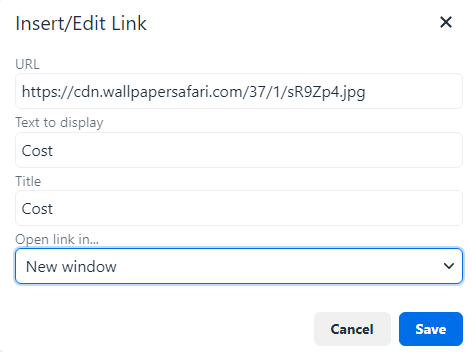 Insert/Edit Link
URL
https://cdn.wallpapersafari.com/37/1/sR9Zp4.jpg
Text to display
Cost
Title
Cost
Open link in...
New window
Cancel Save